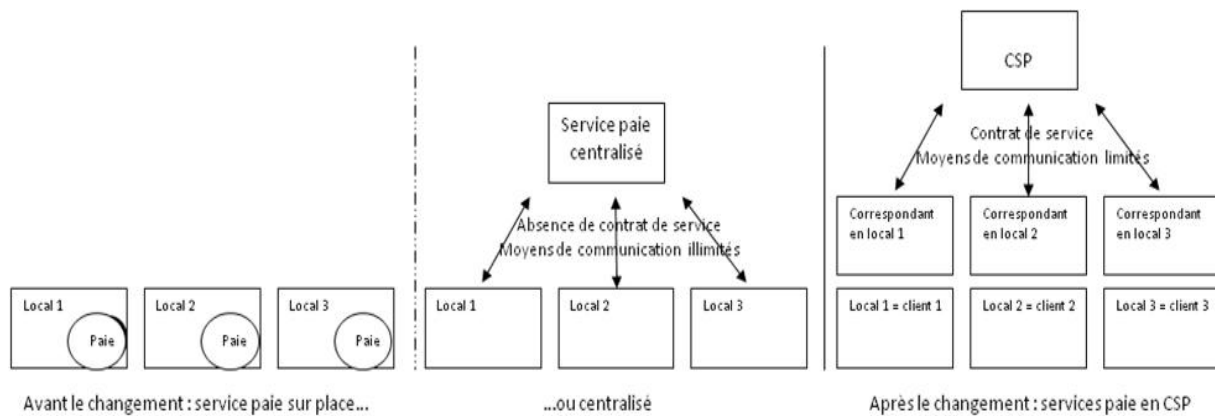 Local 1
Paie
Local 2
Paie
Local 3
Paie
Avant le changement : service paie sur place...
Service paie
centralisé
Absence de contrat de service
Moyens de communication illimités
Local 1
Local 2
Local 3
...ou centralisé
CSP
Contrat de service
Moyens de communication limités
Correspondant
en local 1
Correspondant
en local 2
Correspondant
en local 3
Local 1 = client 1
Local 2 = client 2
Local 3 = client 3
Après le changement : services paie en CSP